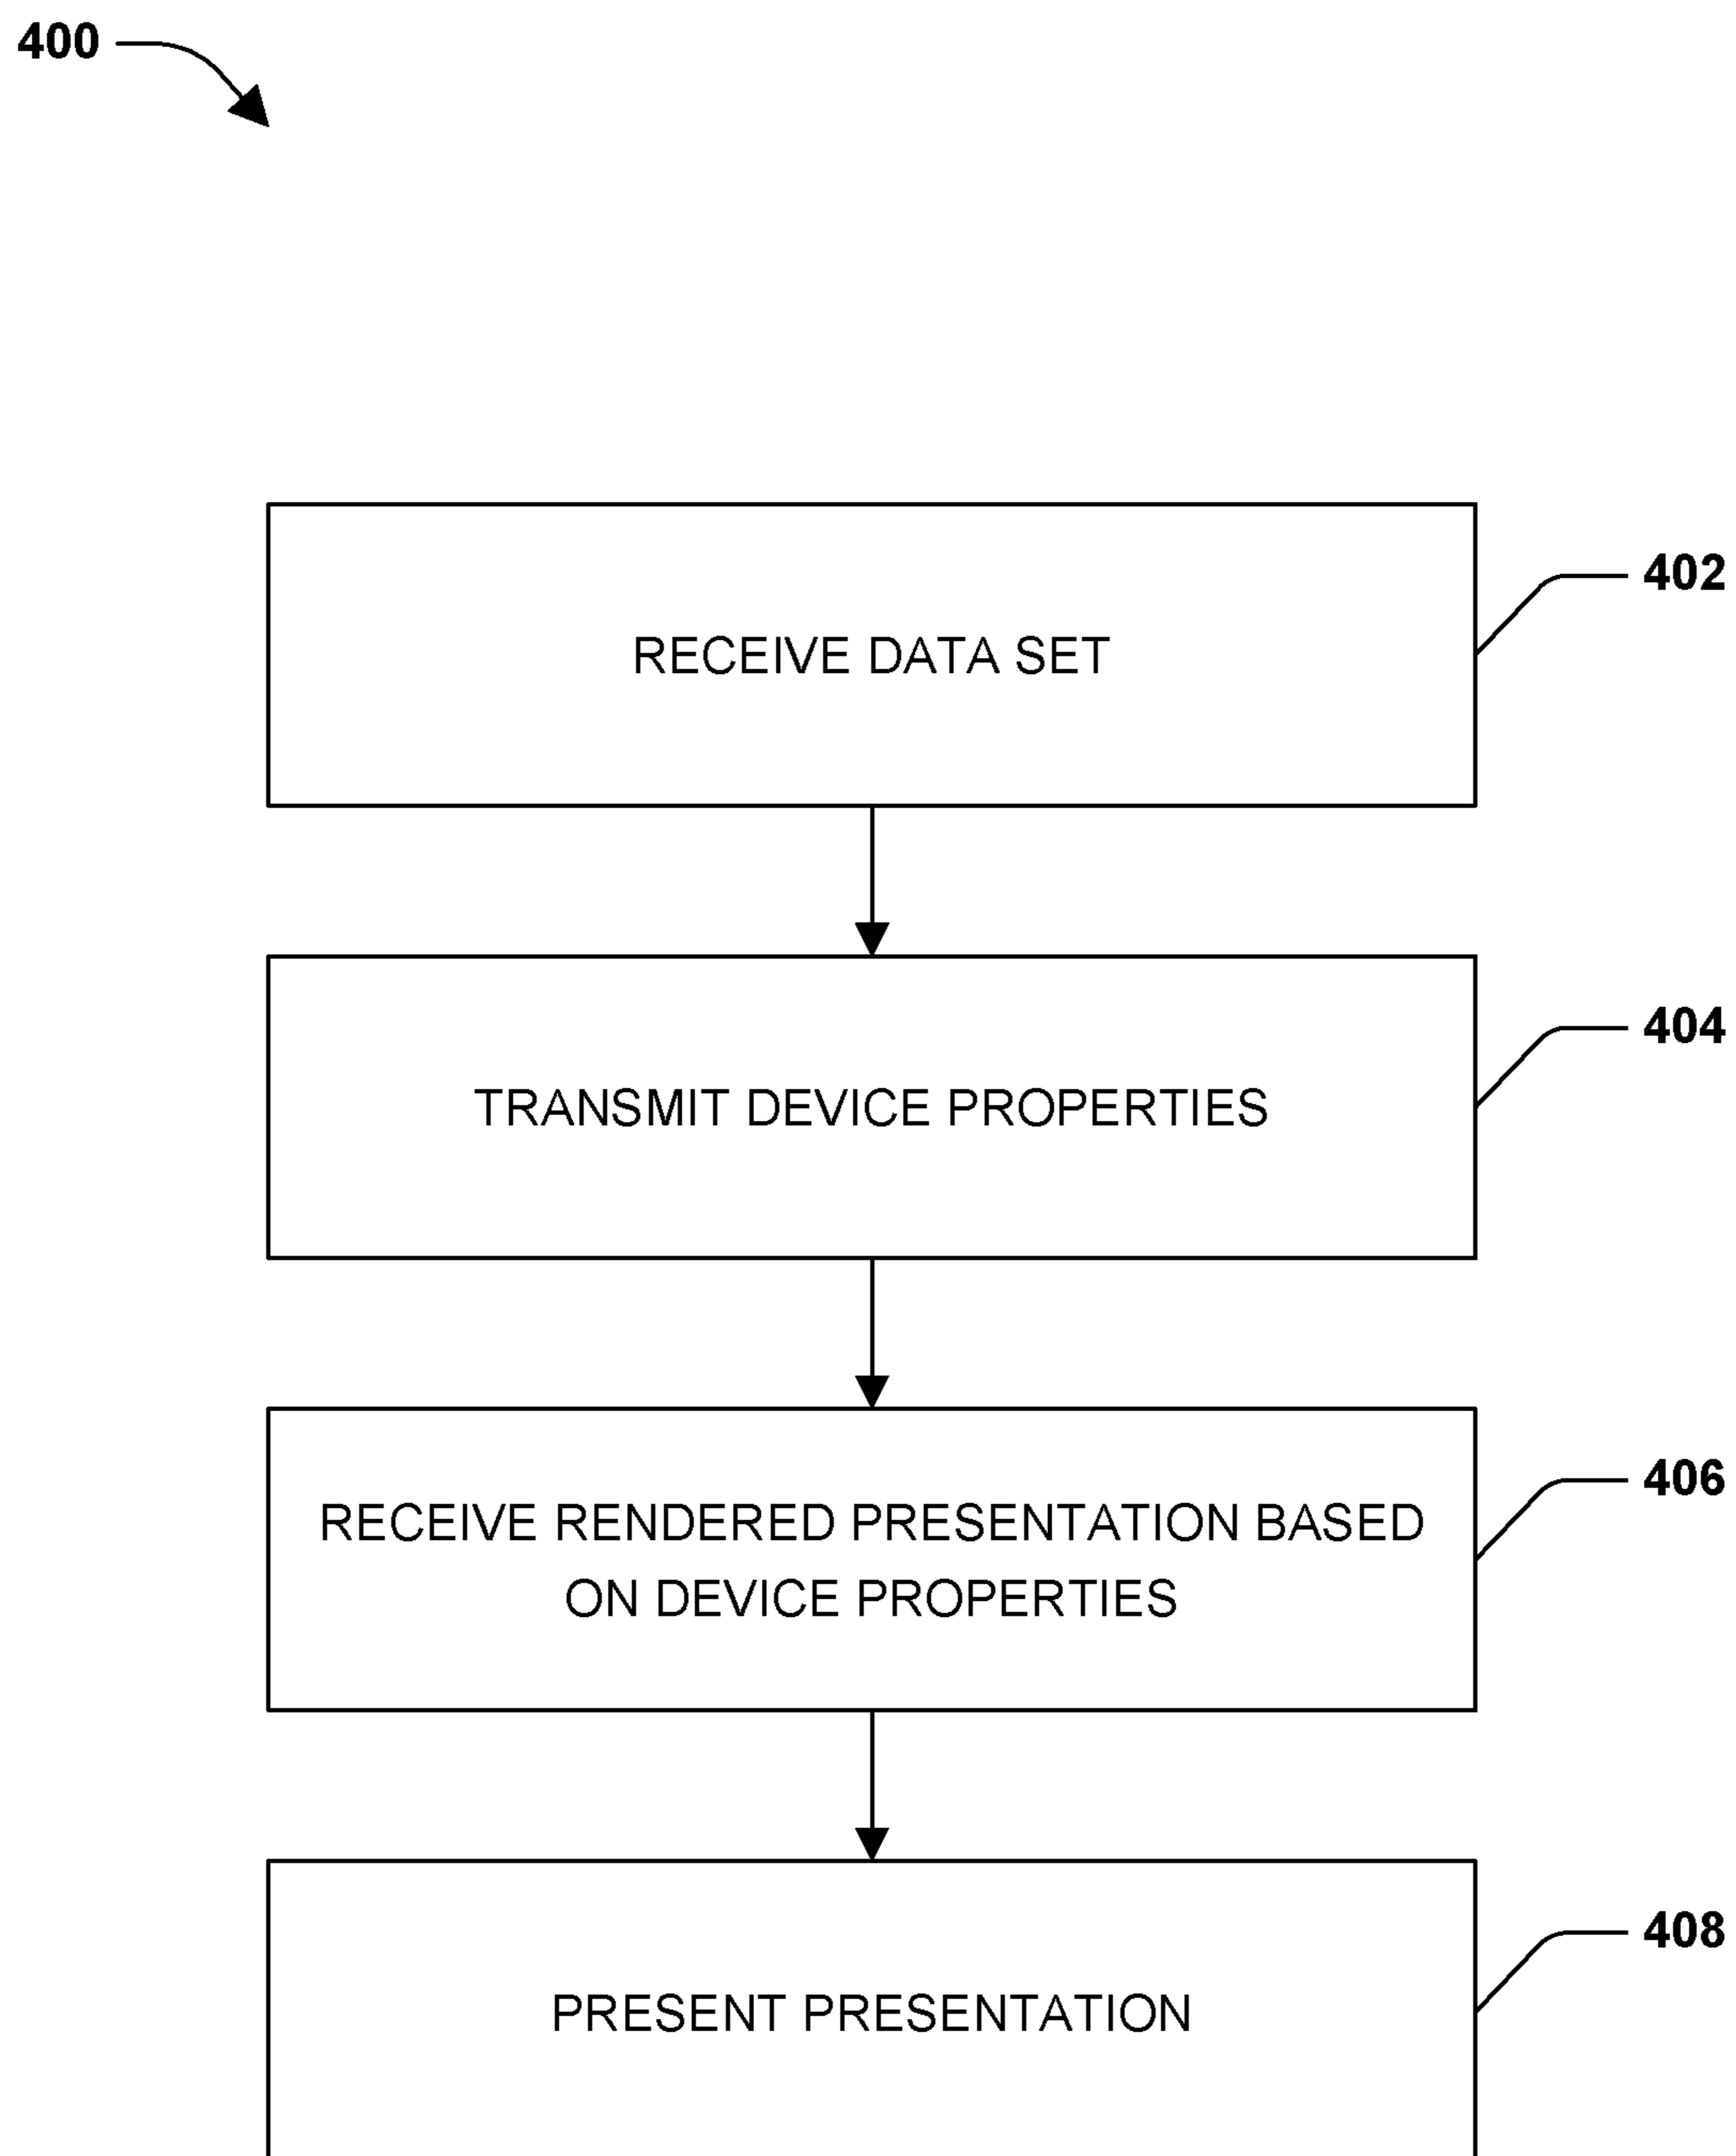 400
RECEIVE DATA SET
402
TRANSMIT DEVICE PROPERTIES
404
RECEIVE RENDERED PRESENTATION BASED
ON DEVICE PROPERTIES
406
PRESENT PRESENTATION
408